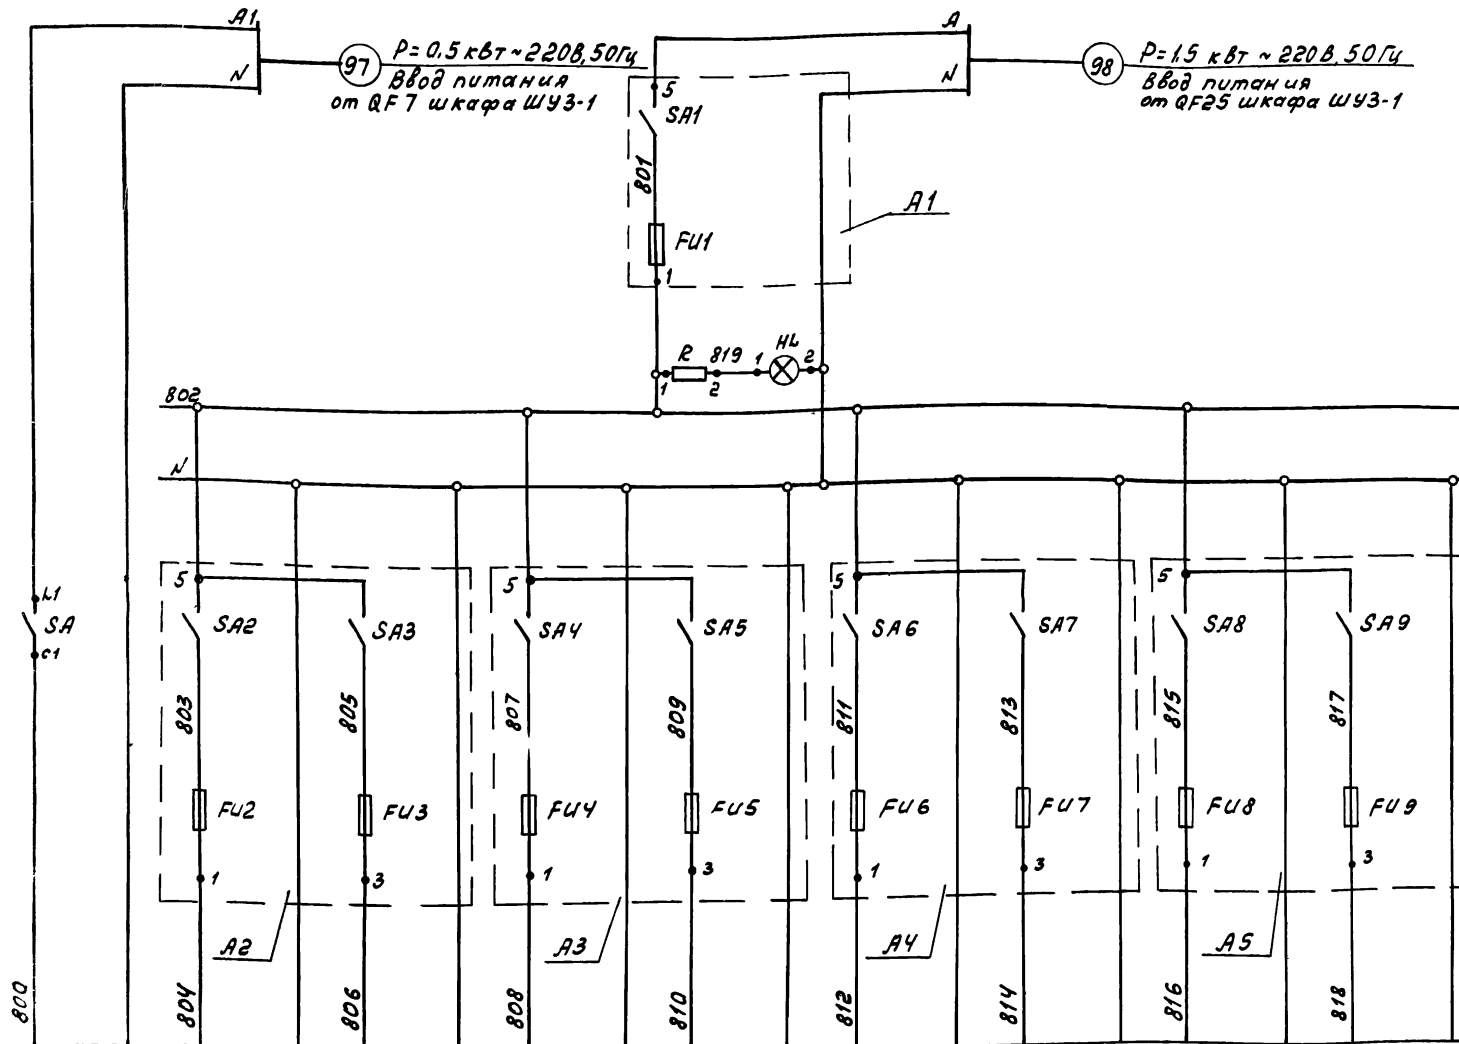 A1
N
97
P=0,5 кВт ~220В,50Гц
Ввод питания
от QF7 шкафа ШУЗ-1
A
N
98
P=1,5 кВт ~ 220В, 50Гц
Ввод питания
от QF25 шкафа ШУЗ-1
5
SA1
801
FU1
1
A1
R
819
1
HL
2
1
2
802
N
L1
SA
C1
5
SA2
SA3
803
805
FU2
FU3
1
3
A2
5
SA4
SA5
807
809
FU4
FU5
1
3
A3
5
SA6
SA7
811
813
FU6
FU7
1
3
A4
5
SA8
SA9
815
817
FU8
FU9
1
3
A5
800
804
806
808
810
812
814
816
818